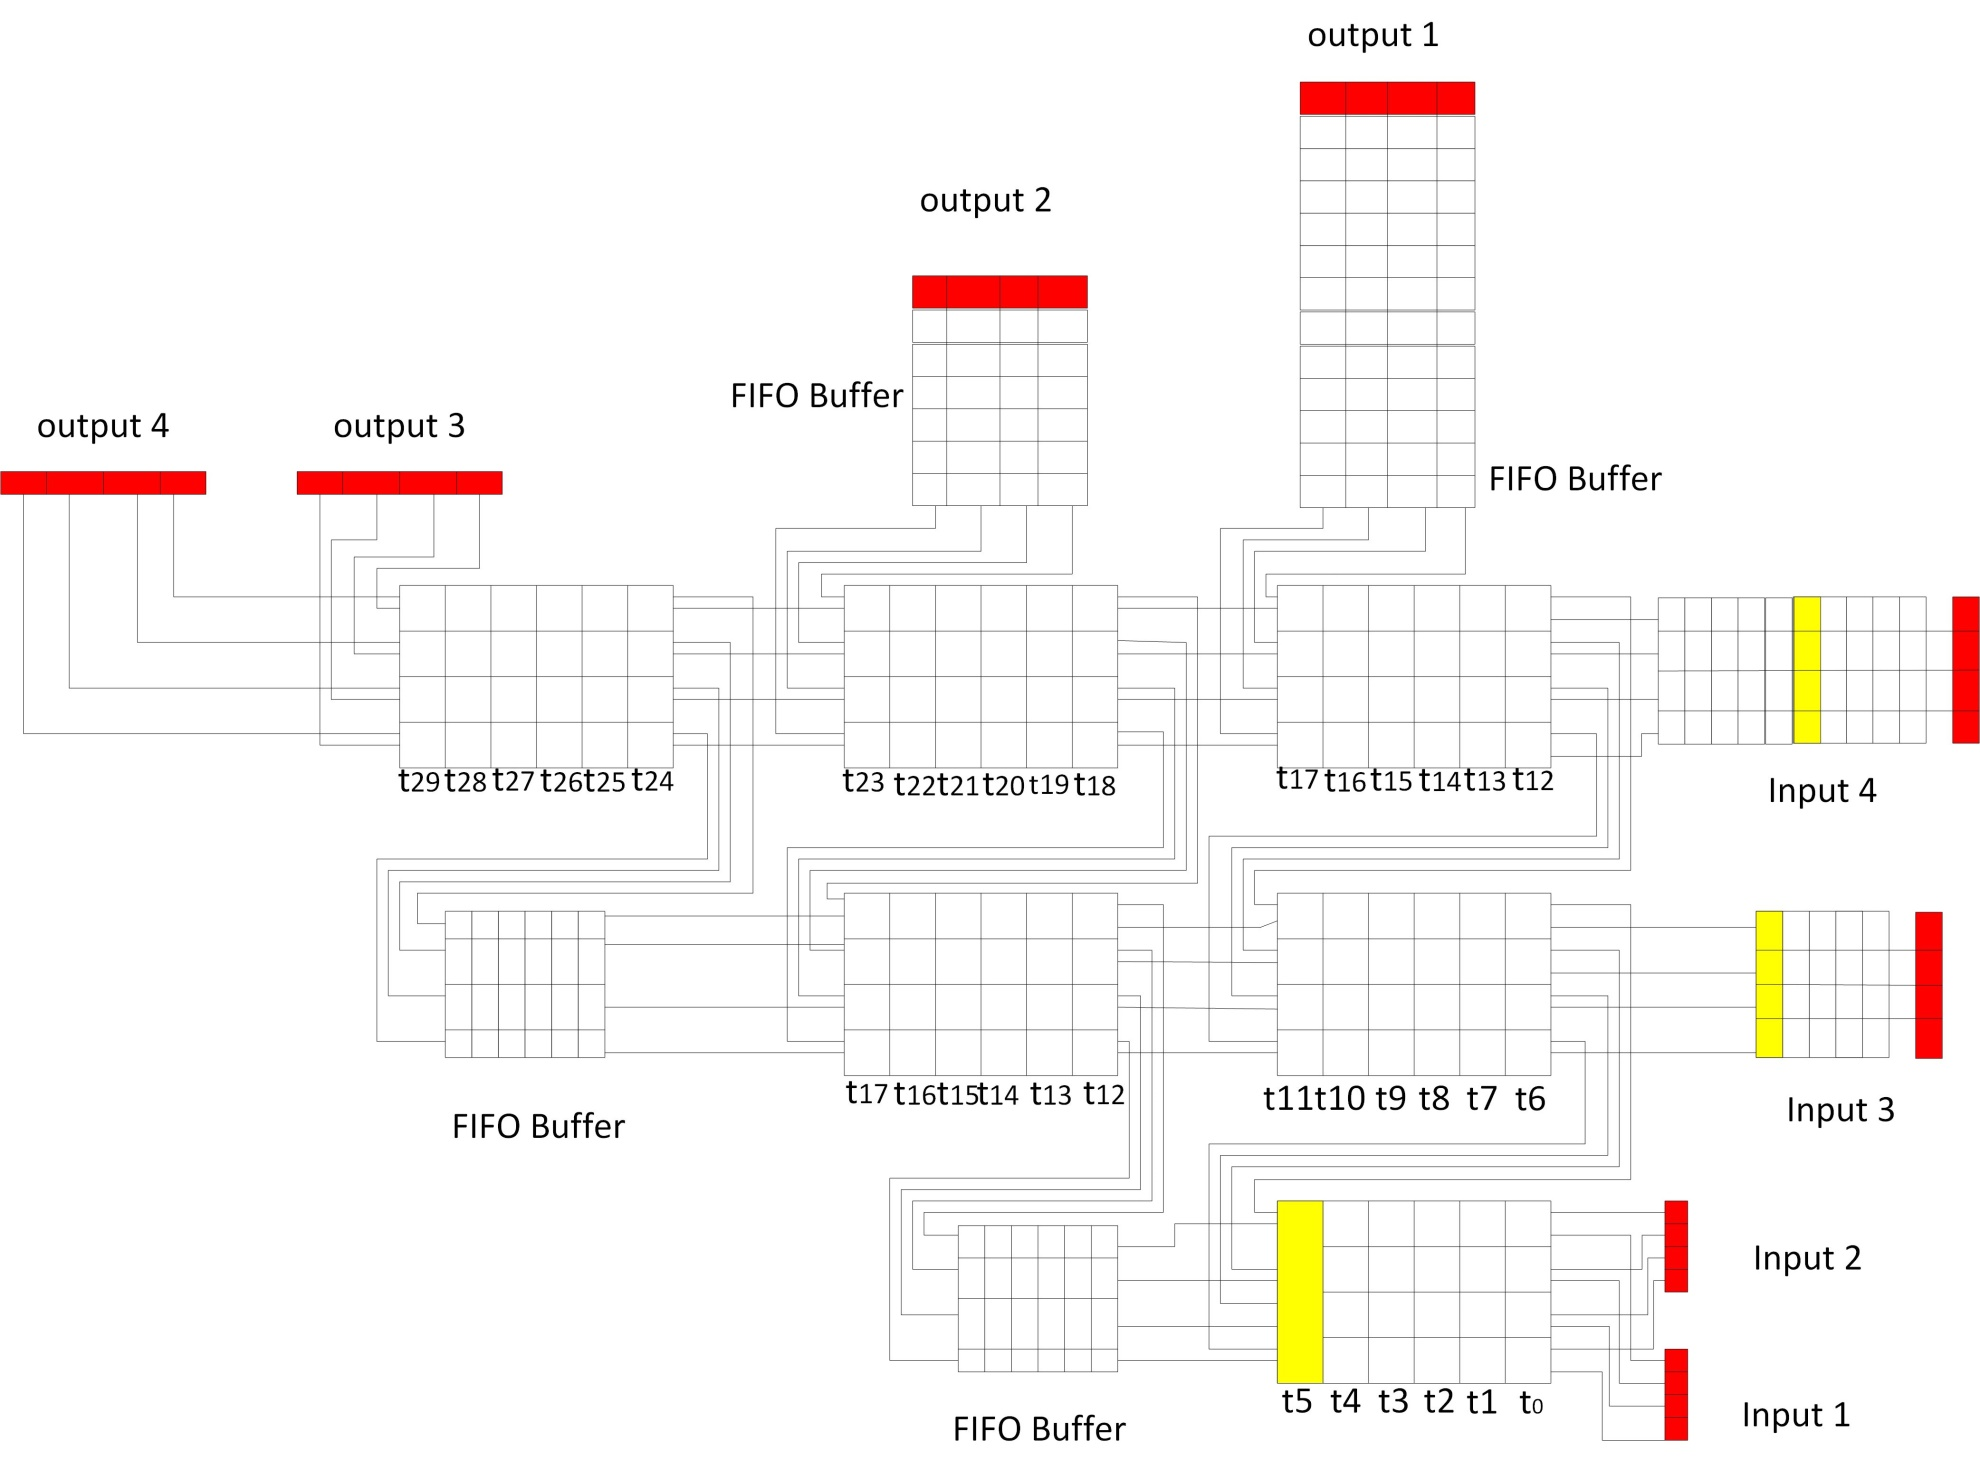 output 1
output 2
FIFO Buffer
output 4
output 3
FIFO Buffer
t29 t28 t27 t26 t25 t24
t23 t22 t21 t20 t19 t18
t17 t16 t15 t14 t13 t12
Input 4
t17 t16 t15 t14 t13 t12
t11 t10 t9 t8 t7 t6
Input 3
FIFO Buffer
Input 2
t5 t4 t3 t2 t1 t0
Input 1
FIFO Buffer